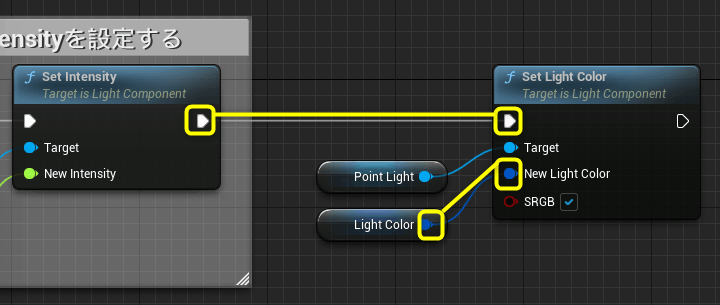 ensityを設定する
Set Intensity
Target is Light Component
Target
New Intensity
Point Light
Light Color
Set Light Color
Target is Light Component
Target
New Light Color
SRGB